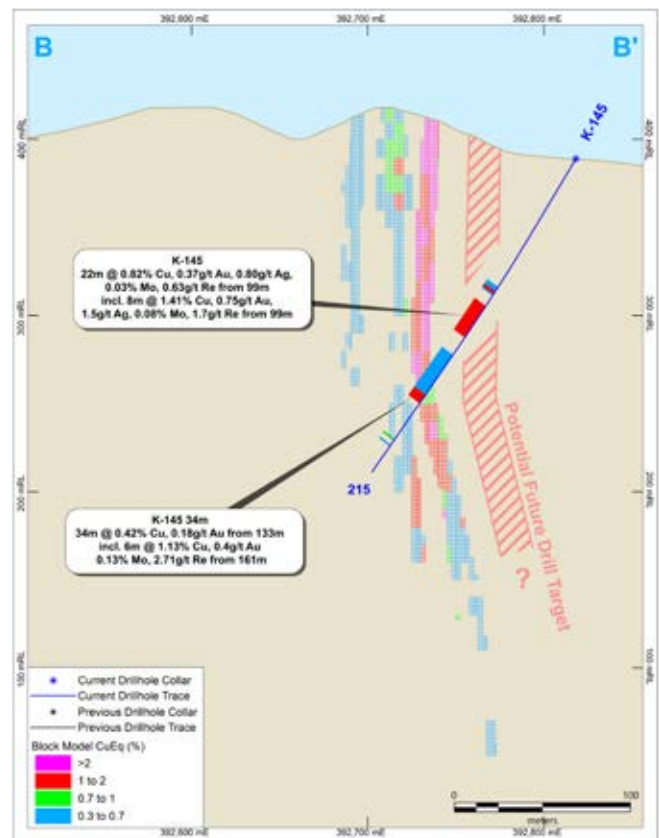 392,600 mE
392,700 mE
392,800 mE
B
B'
K-145
400 mRL
400 mRL
K-145
22m @ 0.82% Cu, 0.37g/t Au, 0.80g/t Ag,
0.03% Mo, 0.63g/t Re from 99m
incl. 8m @ 1.41% Cu, 0.75g/t Au,
1.5g/t Ag, 0.08% Mo, 1.7g/t Re from 99m
300 mRL
300 mRL
Potential Future Drill Target
?
215
200 mRL
200 mRL
K-145 34m
34m @ 0.42% Cu, 0.18g/t Au from 133m
incl. 6m @ 1.13% Cu, 0.4g/t Au
0.13% Mo, 2.71g/t Re from 161m
100 mRL
100 mRL
Current Drillhole Collar
Current Drillhole Trace
Previous Drillhole Collar
Previous Drillhole Trace
Block Model CuEq (%)
>2
1 to 2
0.7 to 1
0.3 to 0.7
0
100
meters
392,600 mE
392,700 mE
392,800 mE